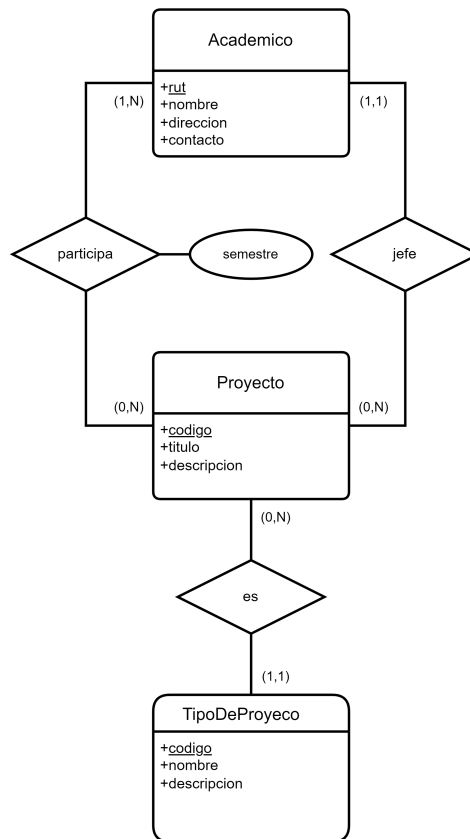 Academico
(1,N)
(1,1)
+rut
+nombre
+direccion
+contacto
participa
semestre
jefe
Proyecto
(0,N)
(0,N)
+codigo
+titulo
+descripcion
(0,N)
es
(1,1)
TipoDeProyeco
+codigo
+nombre
+descripcion